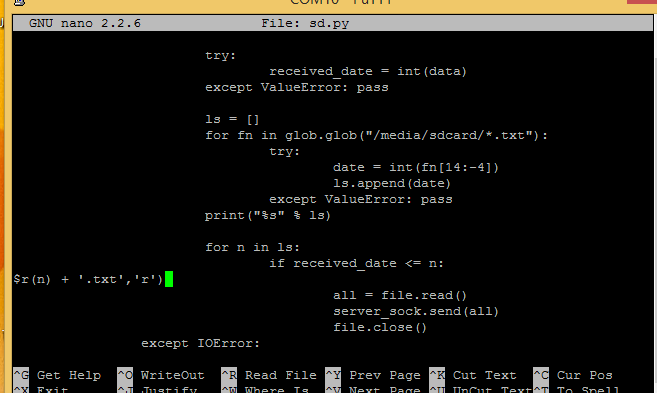 COM16 - PuTTY
GNU nano 2.2.6 File: sd.py
try:
received_date = int(data)
except ValueError: pass
ls = []
for fn in glob.glob("/media/sdcard/*.txt"):
try:
date = int(fn[14:-4])
ls.append(date)
except ValueError: pass
print("%s" % ls)
for n in ls:
if received_date <= n:
$r(n) + '.txt','r')
all = file.read()
server_sock.send(all)
file.close()
except IOError:
^G Get Help ^O WriteOut ^R Read File ^Y Prev Page ^K Cut Text ^C Cur Pos
^X Exit ^J Justify ^W Where Is ^V Next Page ^U UnCut Text ^T To Spell